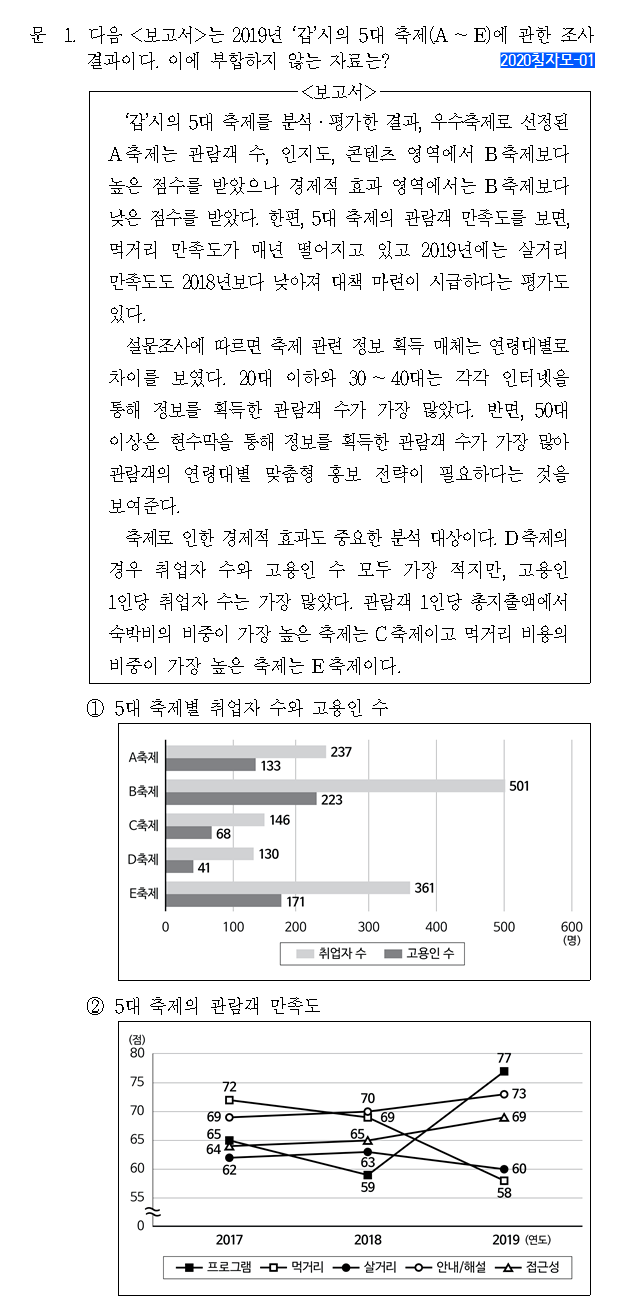 문 1. 다음 <보고서>는 2019년 ‘갑’시의 5대 축제(A ~ E)에 관한 조사
결과이다. 이에 부합하지 않는 자료는?
2020칠자모-01
<보고서>
‘갑’시의 5대 축제를 분석·평가한 결과, 우수축제로 선정된
A축제는 관람객 수, 인지도, 콘텐츠 영역에서 B축제보다
높은 점수를 받았으나 경제적 효과 영역에서는 B축제보다
낮은 점수를 받았다. 한편, 5대 축제의 관람객 만족도를 보면,
먹거리 만족도가 매년 떨어지고 있고 2019년에는 살거리
만족도도 2018년보다 낮아져 대책 마련이 시급하다는 평가도
있다.
설문조사에 따르면 축제 관련 정보 획득 매체는 연령대별로
차이를 보였다. 20대 이하와 30 ~ 40대는 각각 인터넷을
통해 정보를 획득한 관람객 수가 가장 많았다. 반면, 50대
이상은 현수막을 통해 정보를 획득한 관람객 수가 가장 많아
관람객의 연령대별 맞춤형 홍보 전략이 필요하다는 것을
보여준다.
축제로 인한 경제적 효과도 중요한 분석 대상이다. D축제의
경우 취업자 수와 고용인 수 모두 가장 적지만, 고용인
1인당 취업자 수는 가장 많았다. 관람객 1인당 총지출액에서
숙박비의 비중이 가장 높은 축제는 C축제이고 먹거리 비용의
비중이 가장 높은 축제는 E축제이다.
① 5대 축제별 취업자 수와 고용인 수
A축제 237
133
B축제 501
223
C축제 146
68
D축제 130
41
E축제 361
171
0 100 200 300 400 500 600
(명)
취업자 수 고용인 수
② 5대 축제의 관람객 만족도
(점)
80
75
70
65
60
55
0
72 69 65 64 62
70 69 65 63 59
77 73 69 60 58
2017 2018 2019 (연도)
프로그램 먹거리 살거리 안내/해설 접근성